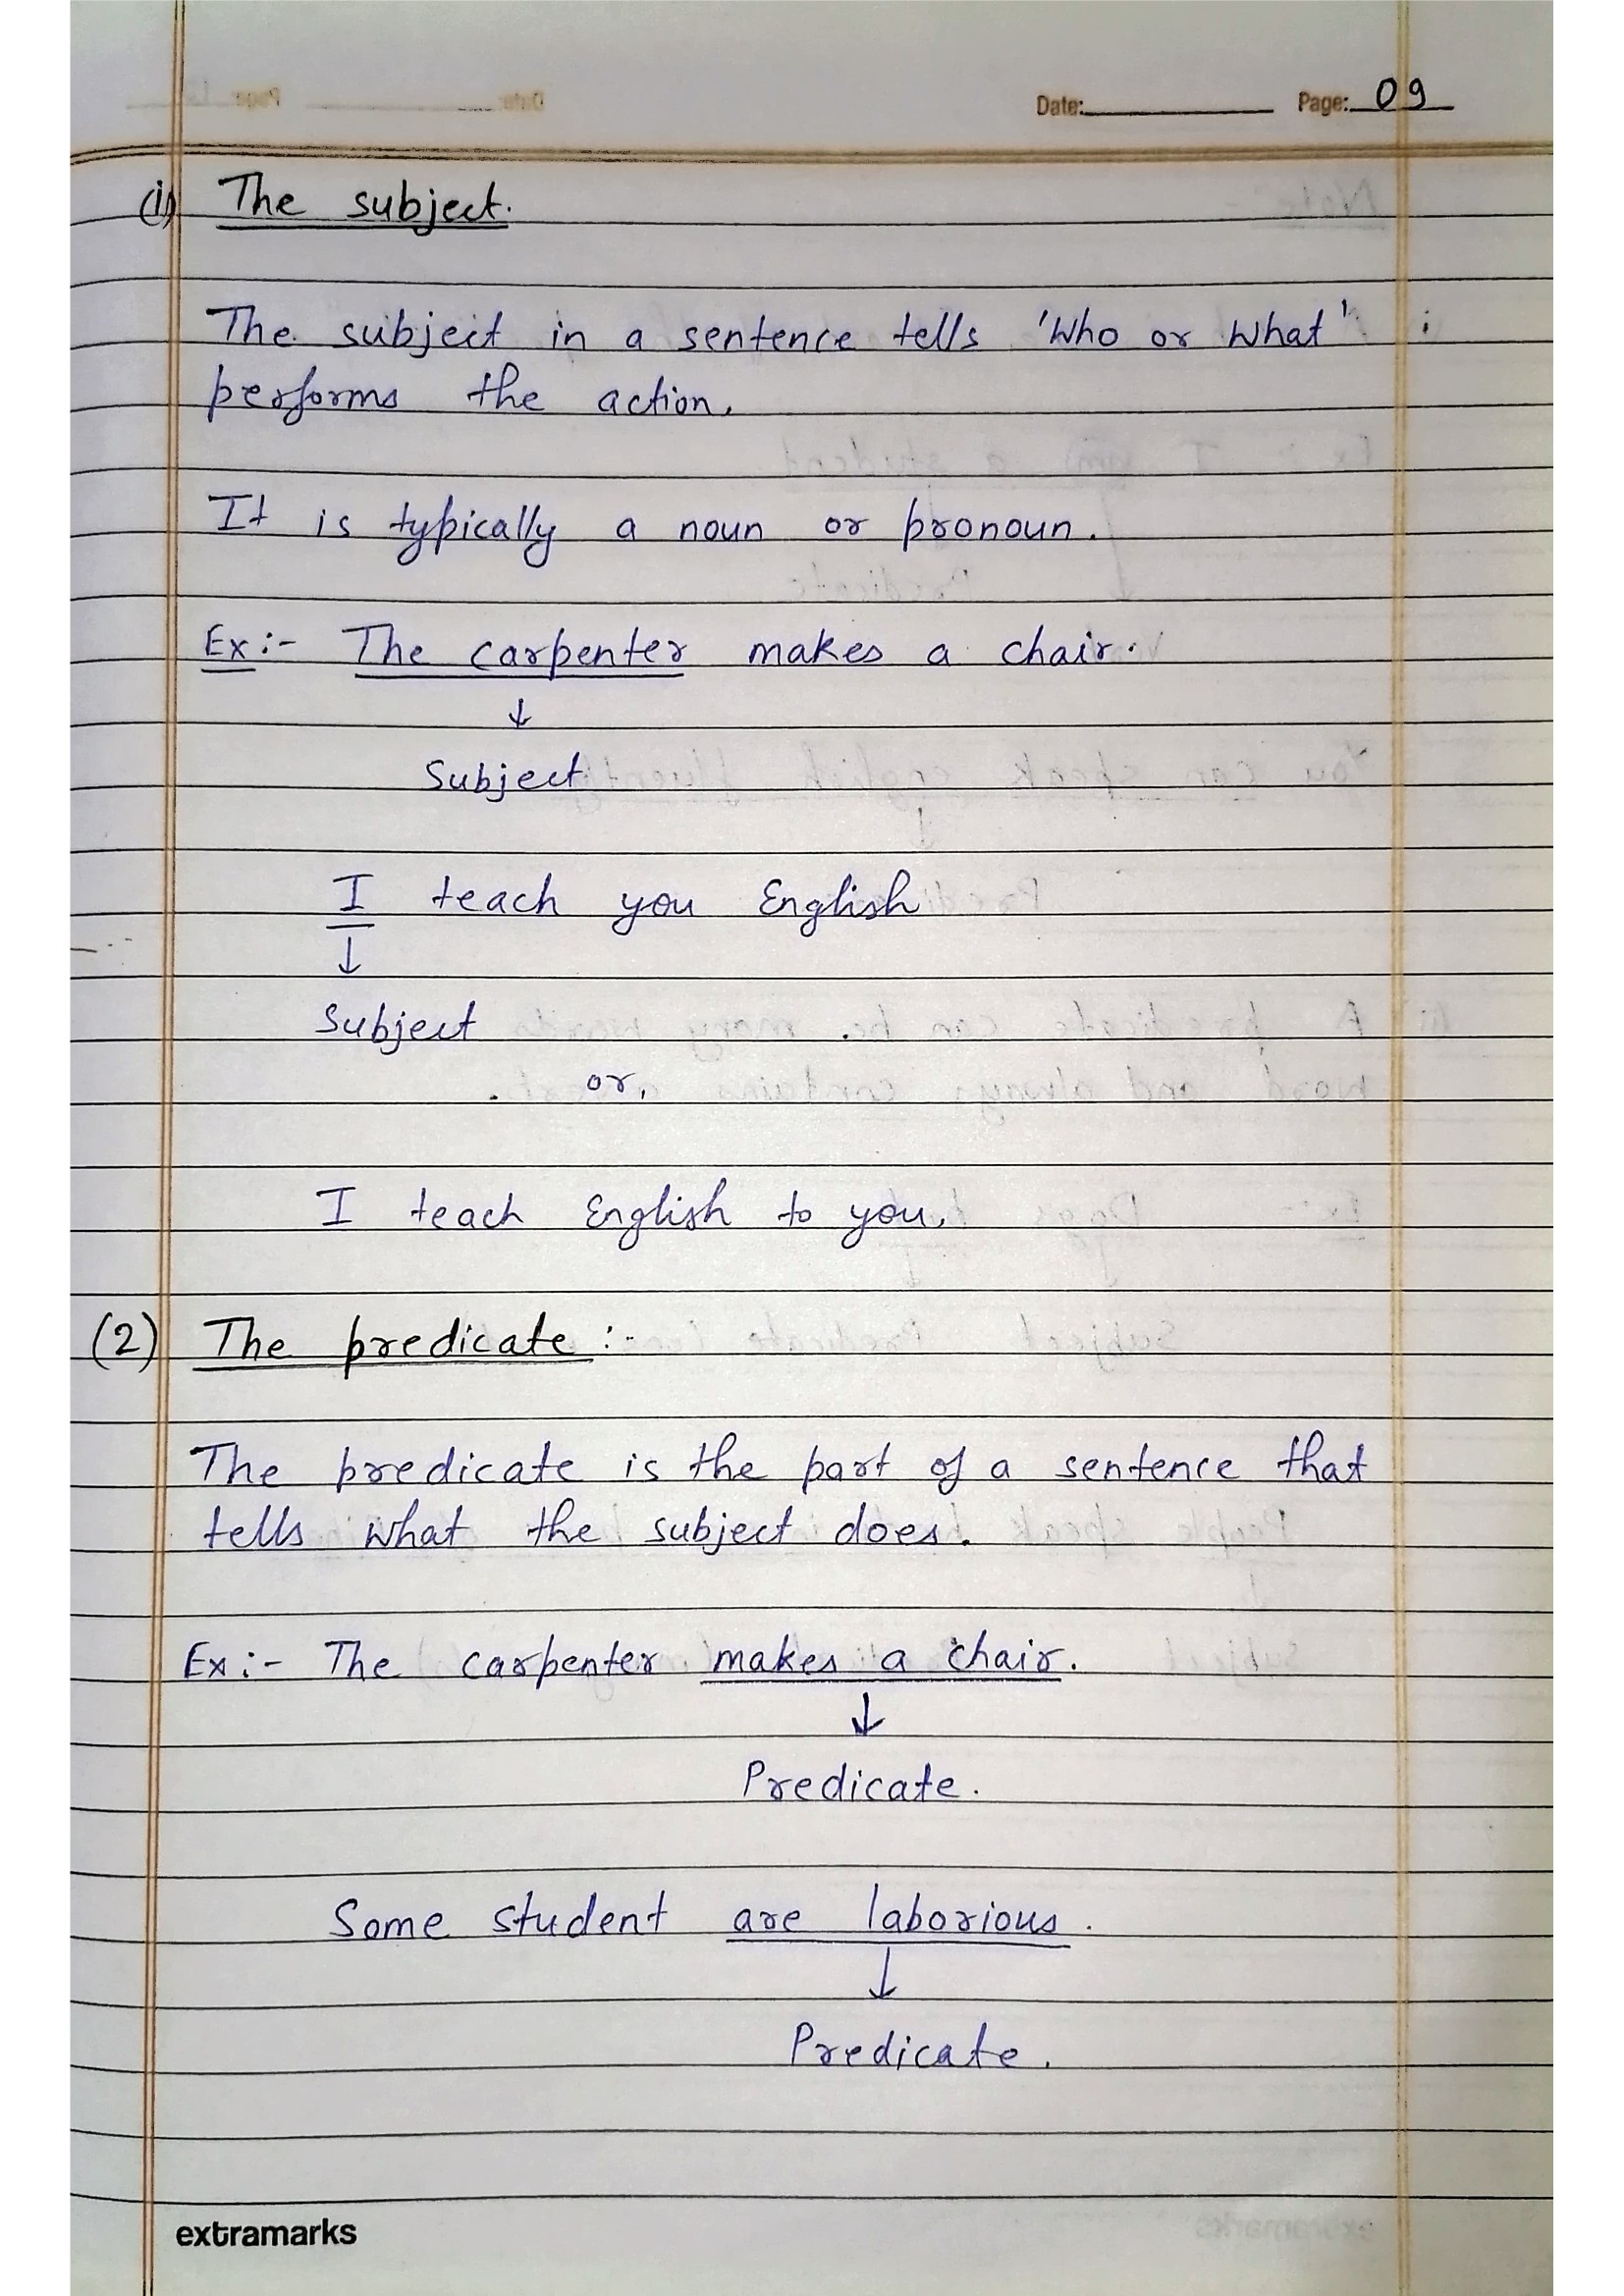 Date: Page: 09
(i) The subject.
The subject in a sentence tells 'Who or What'
performs the action.
It is typically a noun or pronoun.
Ex:- The carpenter makes a chair.
↓
Subject
I teach you English
↓
Subject
or,
I teach English to you.
(2) The predicate :-
The predicate is the part of a sentence that
tells what the subject does.
Ex:- The carpenter makes a chair.
↓
Predicate.
Some student are laborious.
↓
Predicate.
extramarks